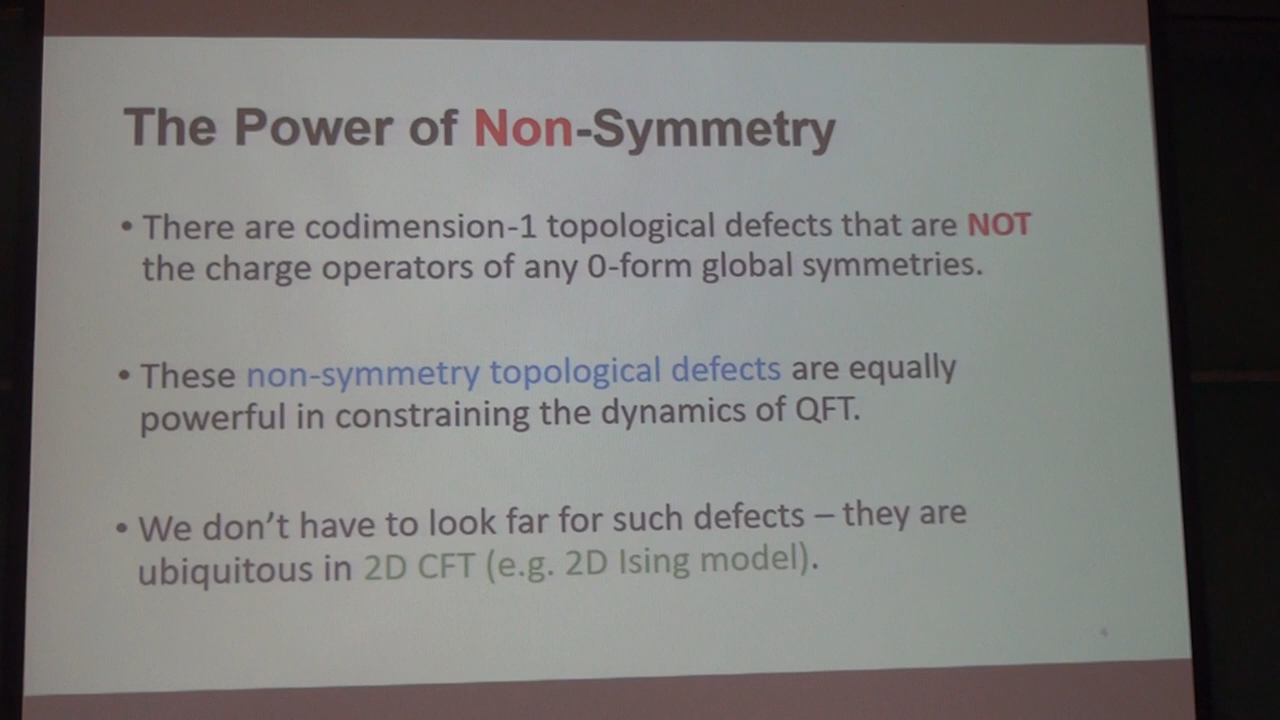 The Power of Non-Symmetry
• There are codimension-1 topological defects that are NOT
the charge operators of any 0-form global symmetries.
• These non-symmetry topological defects are equally
powerful in constraining the dynamics of QFT.
• We don't have to look far for such defects – they are
ubiquitous in 2D CFT (e.g. 2D Ising model).